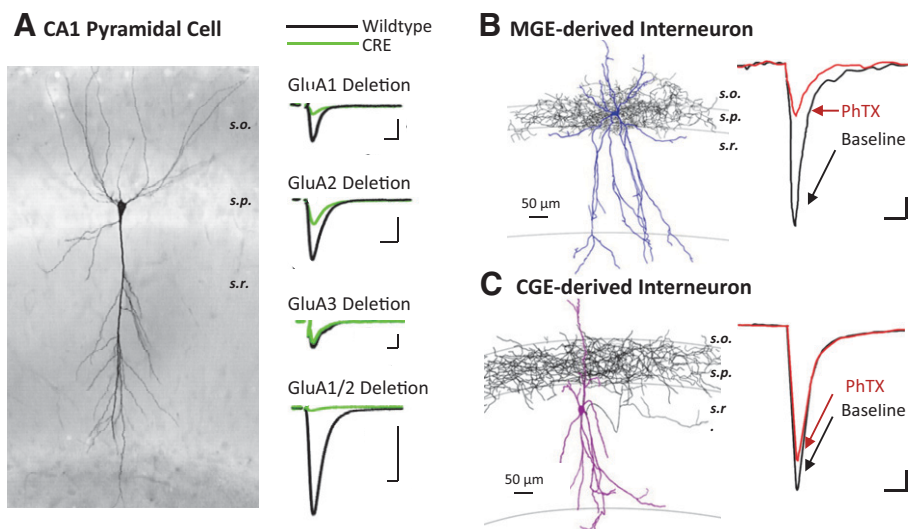 A CA1 Pyramidal Cell
Wildtype
CRE
s.o.
s.p.
s.r.
GluA1 Deletion
GluA2 Deletion
GluA3 Deletion
GluA1/2 Deletion
B MGE-derived Interneuron
s.o.
s.p.
s.r.
50 µm
PhTX
Baseline
C CGE-derived Interneuron
s.o.
s.p.
s.r
.
50 µm
PhTX
Baseline